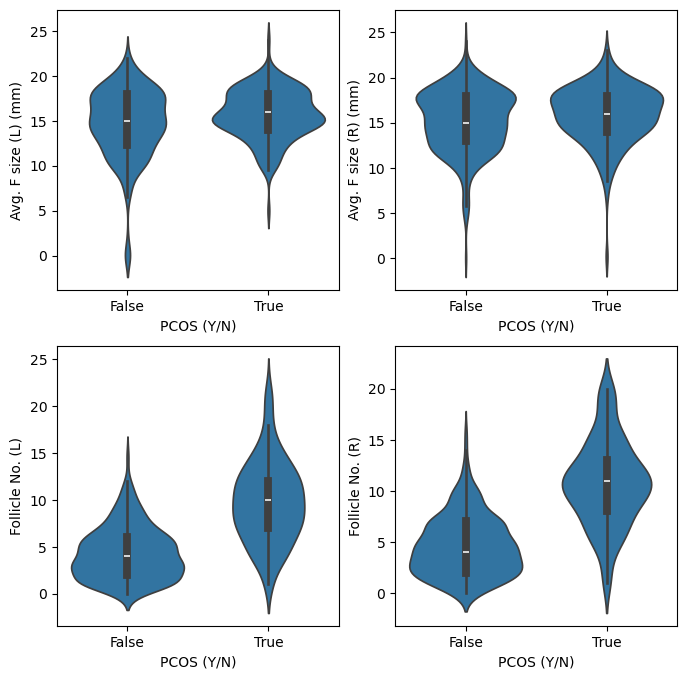 25
20
15
10
5
0
Avg. F size (L) (mm)
False
True
PCOS (Y/N)
25
20
15
10
5
0
Avg. F size (R) (mm)
False
True
PCOS (Y/N)
25
20
15
10
5
0
Follicle No. (L)
False
True
PCOS (Y/N)
20
15
10
5
0
Follicle No. (R)
False
True
PCOS (Y/N)